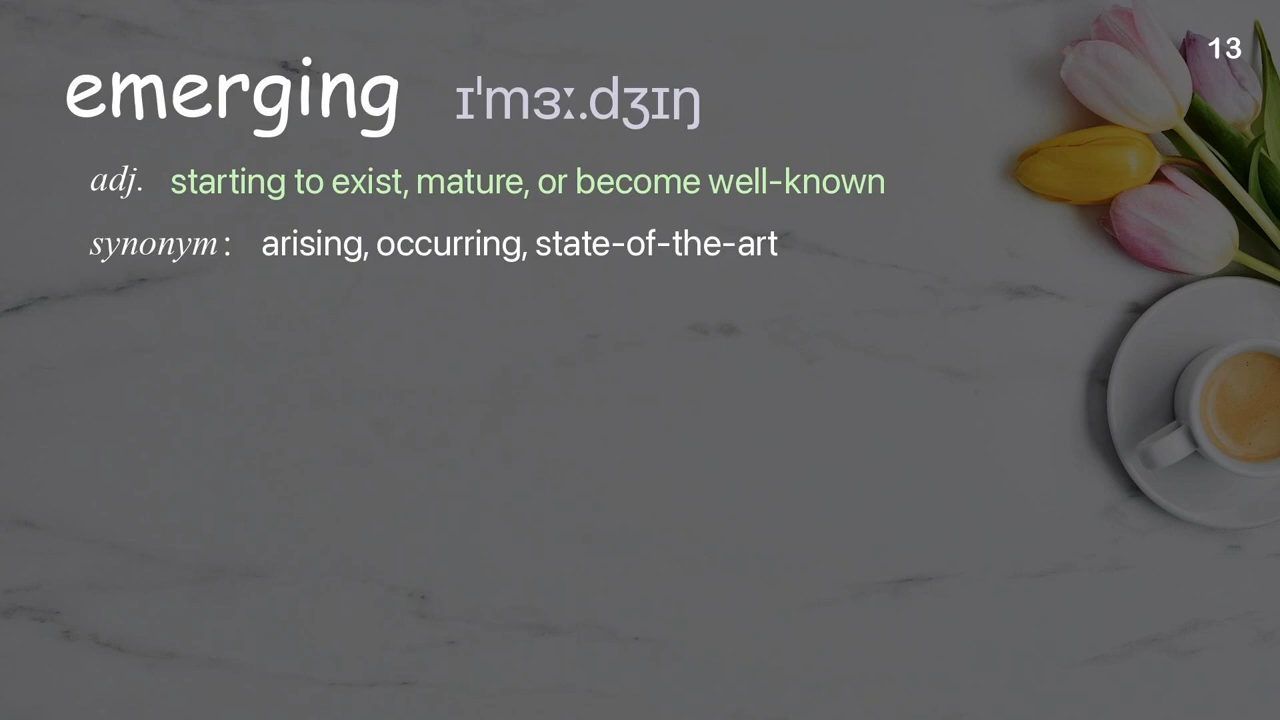 13
emerging ɪˈmɜː.dʒɪŋ
adj. starting to exist, mature, or become well-known
synonym: arising, occurring, state-of-the-art